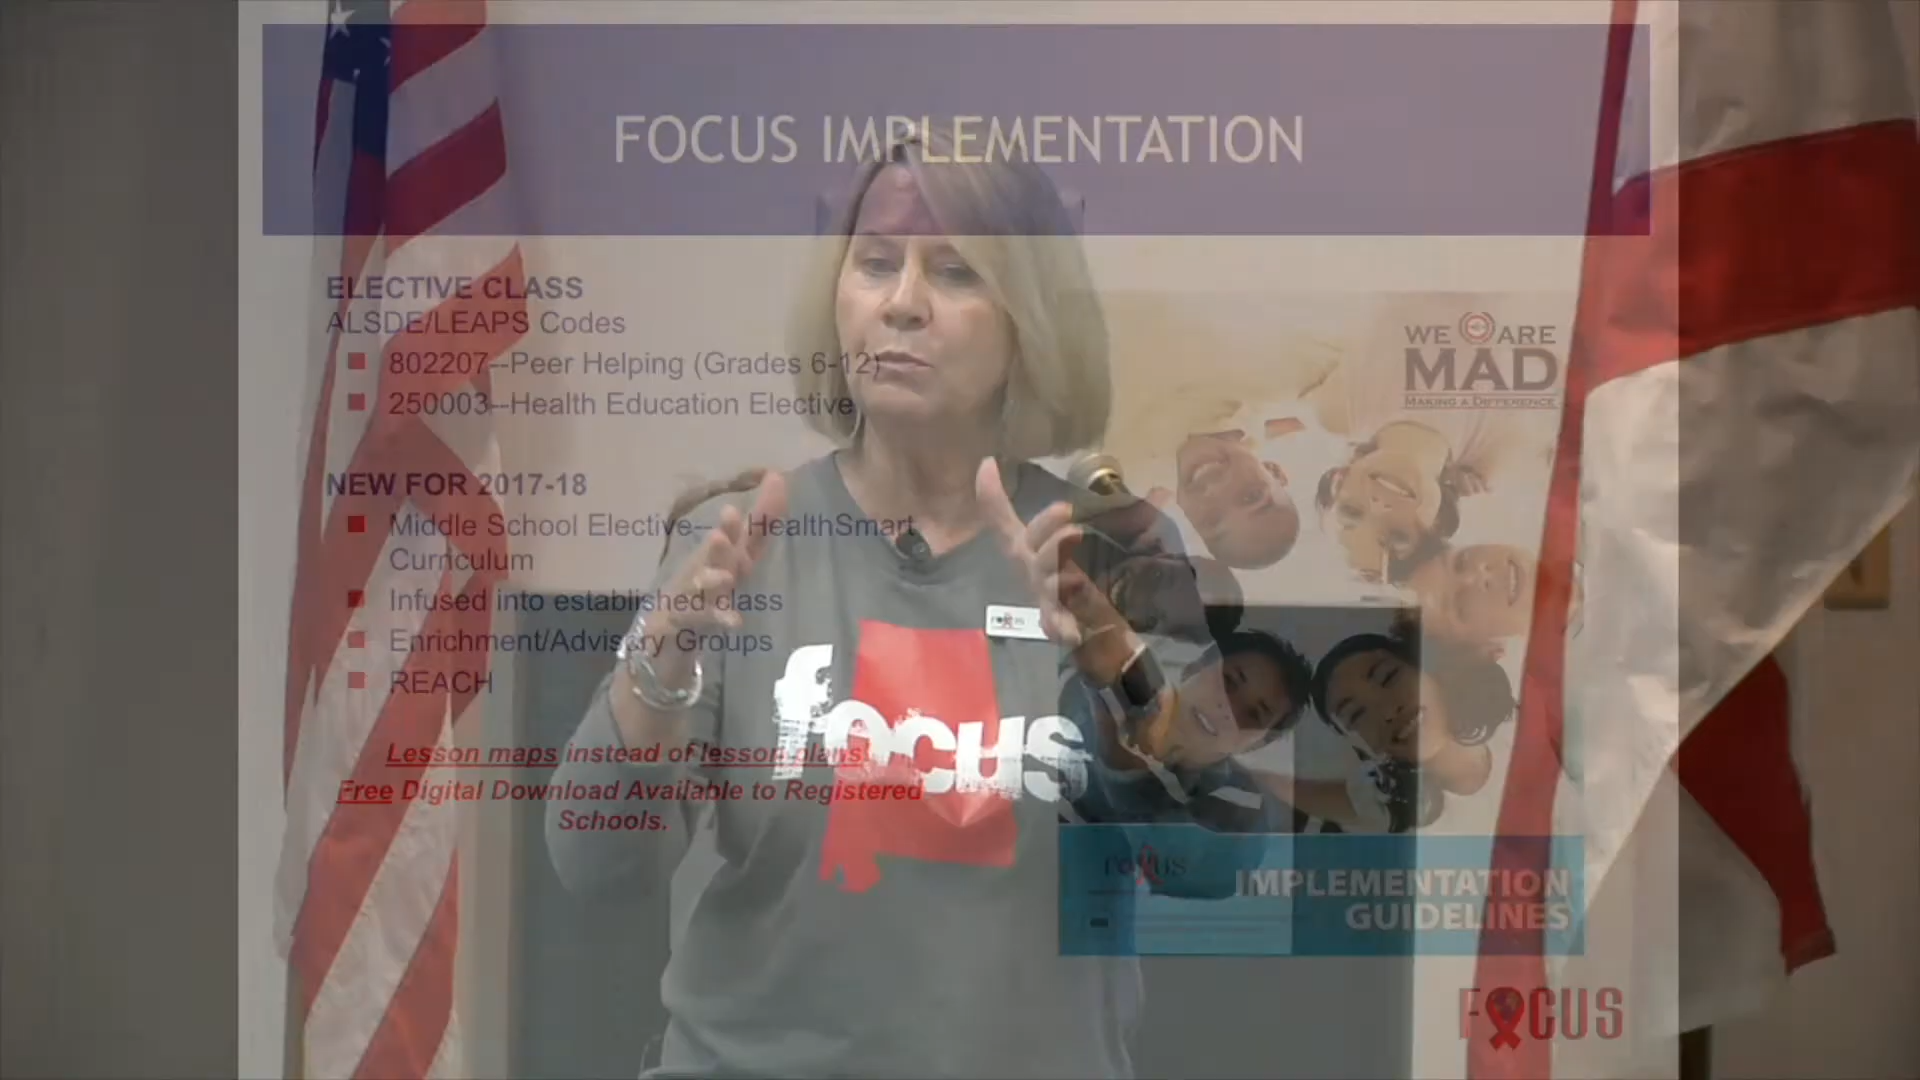 FOCUS IMPLEMENTATION
ELECTIVE CLASS
ALSDE/LEAPS Codes
802207--Peer Helping (Grades 6-12)
250003--Health Education Elective
NEW FOR 2017-18
Middle School Elective-- HealthSmart
Curriculum
Infused into established class
Enrichment/Advisory Groups
REACH
Lesson maps instead of lesson plans!
Free Digital Download Available to Registered
Schools.
WE ARE
MAD
MAKING A DIFFERENCE
FOCUS
focus
FOCUS
IMPLEMENTATION
GUIDELINES
FOCUS